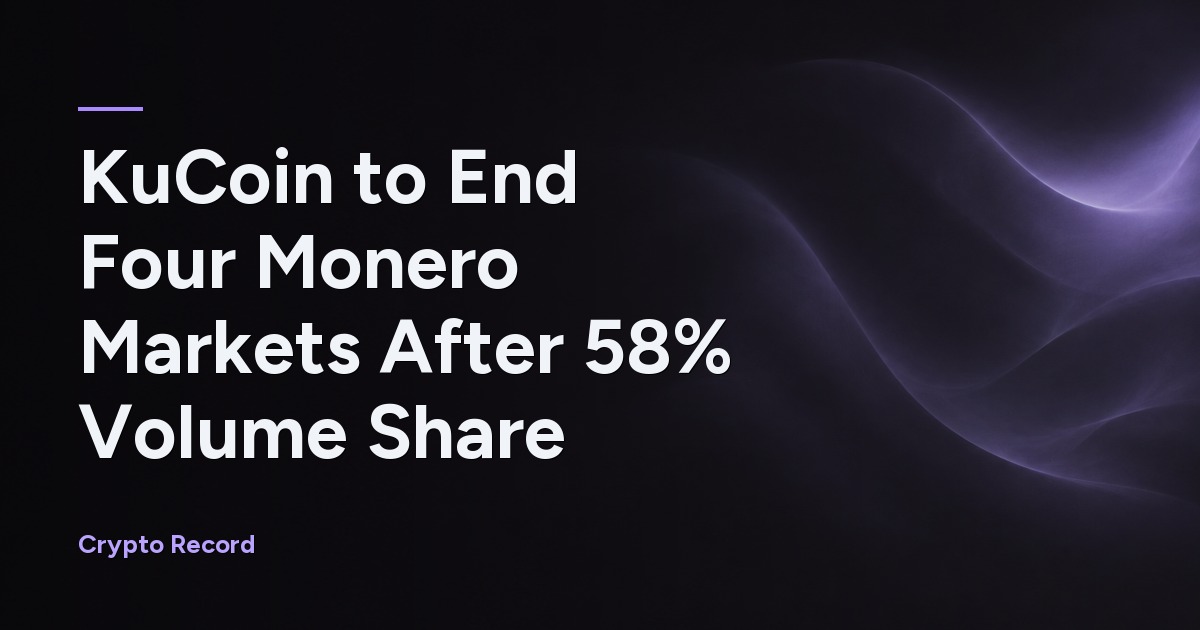 KuCoin to End
Four Monero
Markets After 58%
Volume Share
Crypto Record